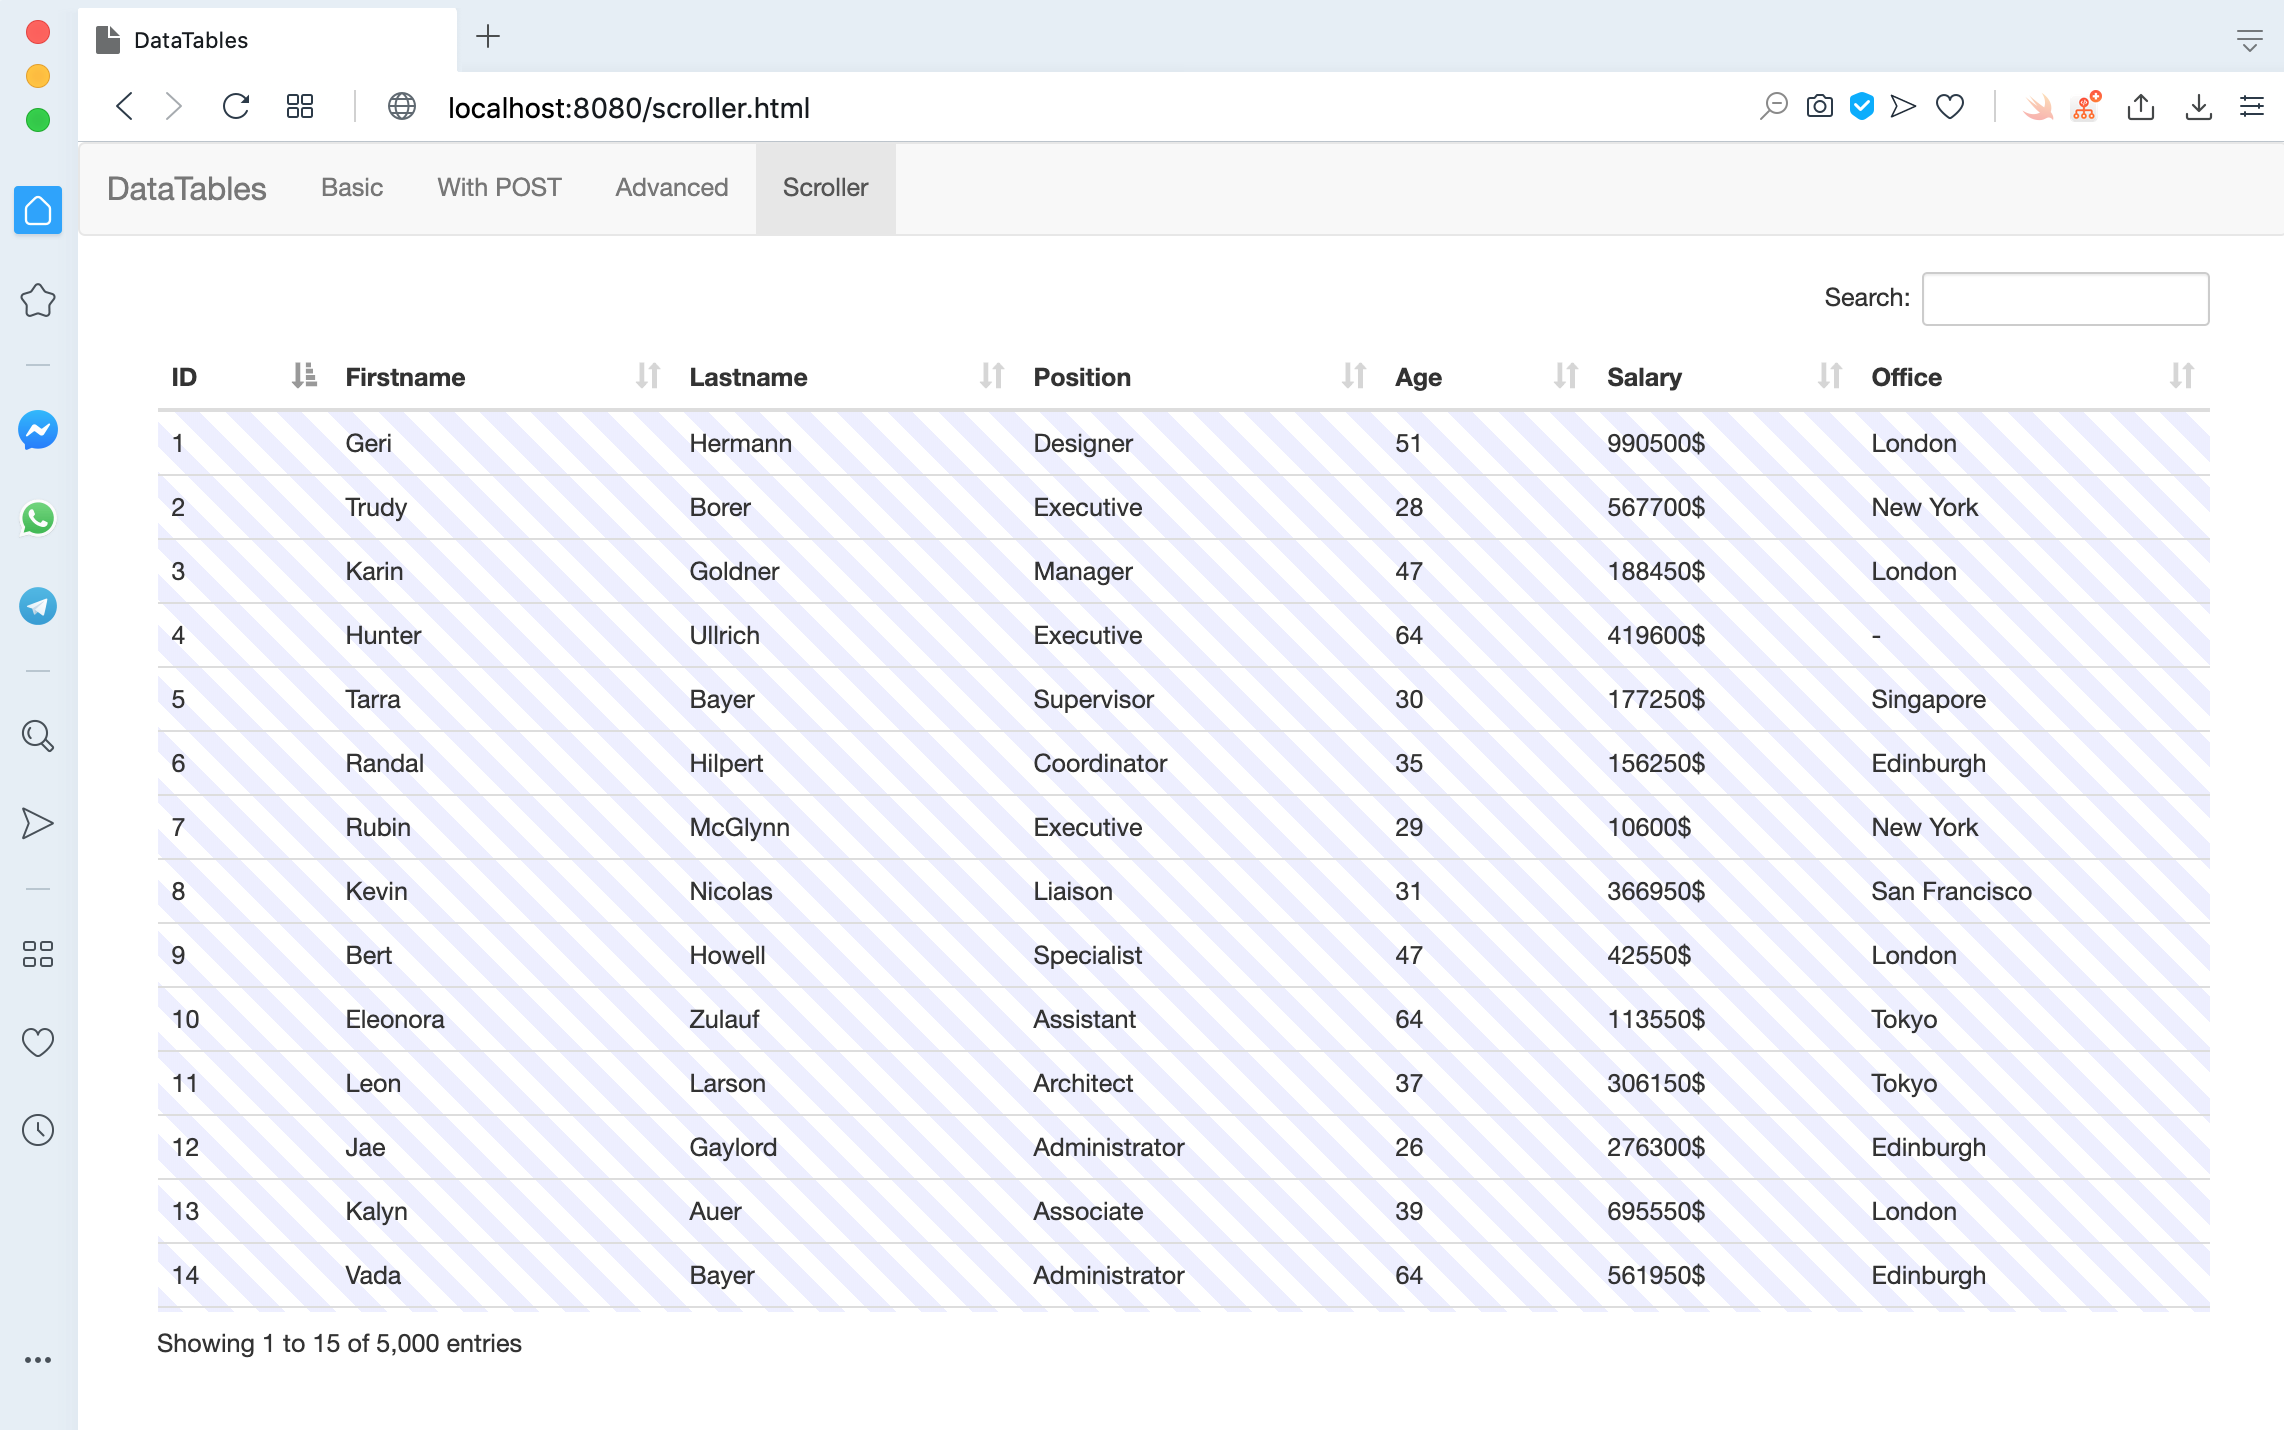 DataTables
localhost:8080/scroller.html
DataTables Basic With POST Advanced Scroller
Search:
ID Firstname Lastname Position Age Salary Office
1 Geri Hermann Designer 51 990500$ London
2 Trudy Borer Executive 28 567700$ New York
3 Karin Goldner Manager 47 188450$ London
4 Hunter Ullrich Executive 64 419600$ -
5 Tarra Bayer Supervisor 30 177250$ Singapore
6 Randal Hilpert Coordinator 35 156250$ Edinburgh
7 Rubin McGlynn Executive 29 10600$ New York
8 Kevin Nicolas Liaison 31 366950$ San Francisco
9 Bert Howell Specialist 47 42550$ London
10 Eleonora Zulauf Assistant 64 113550$ Tokyo
11 Leon Larson Architect 37 306150$ Tokyo
12 Jae Gaylord Administrator 26 276300$ Edinburgh
13 Kalyn Auer Associate 39 695550$ London
14 Vada Bayer Administrator 64 561950$ Edinburgh
Showing 1 to 15 of 5,000 entries